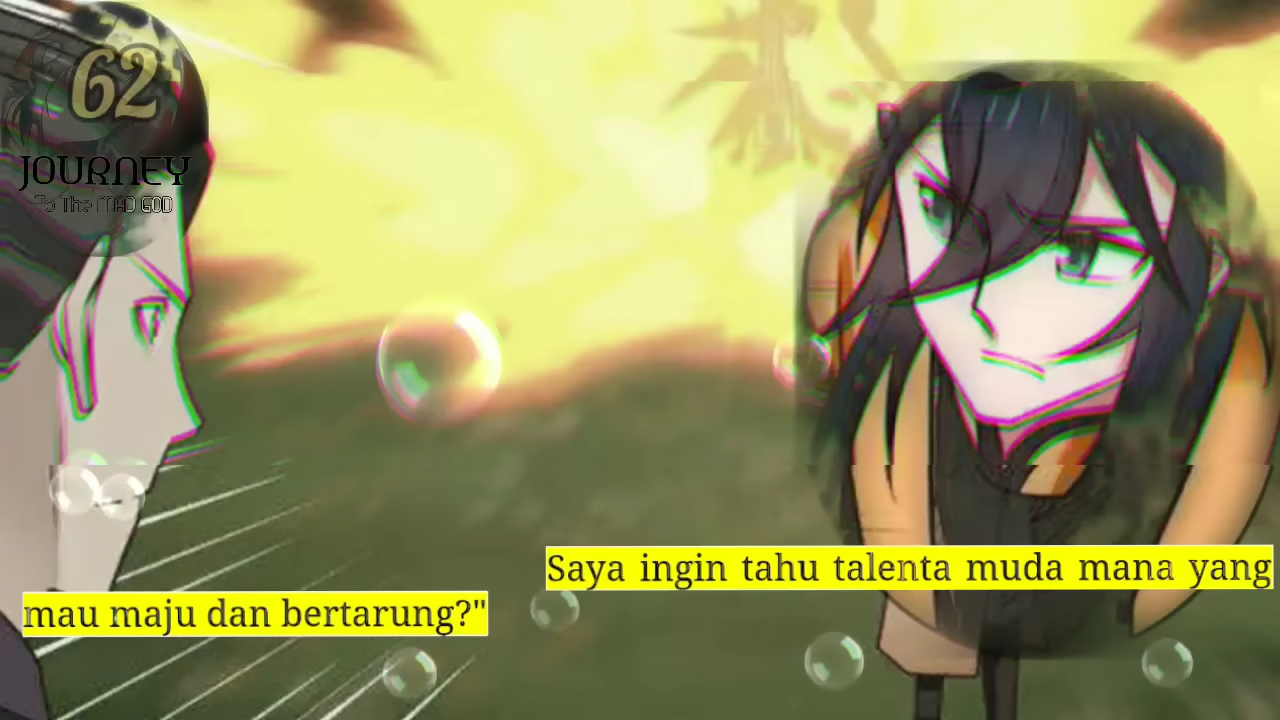 62
JOURNEY
To The MAD GOD
Saya ingin tahu talenta muda mana yang
mau maju dan bertarung?"